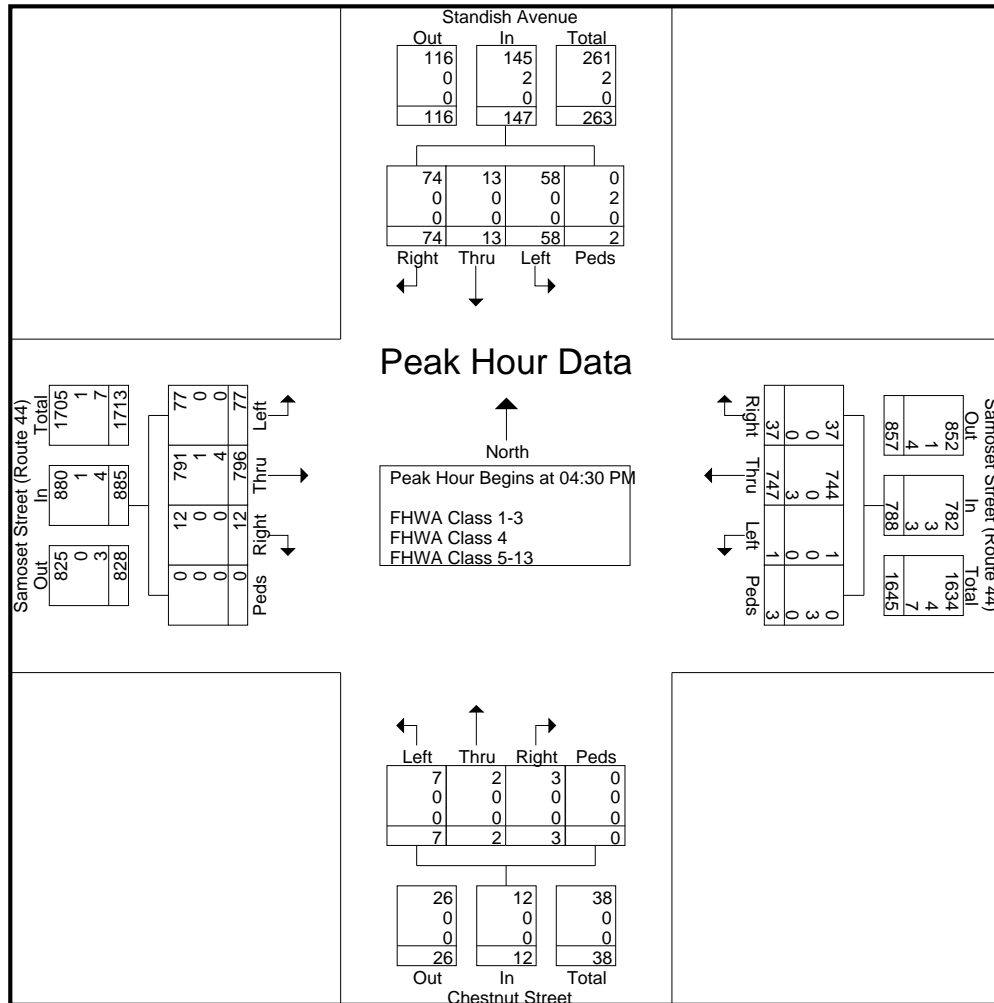 Standish Avenue
Out In Total
116 145 261
0 2 2
0 0 0
116 147 263
74 13 58 0
0 0 0 2
0 0 0 0
74 13 58 2
Right Thru Left Peds
Peak Hour Data
Samoset Street (Route 44)
Out In Total
825 880 1705
0 1 1
3 4 7
828 885 1713
0 12 791 77
0 0 1 0
0 0 4 0
0 12 796 77
Peds Right Thru Left
North
Peak Hour Begins at 04:30 PM
FHWA Class 1-3
FHWA Class 4
FHWA Class 5-13
Samoset Street (Route 44)
Out In Total
852 782 1634
1 3 4
4 3 7
857 788 1645
37 744 1 0
0 0 0 3
0 3 0 0
37 747 1 3
Right Thru Left Peds
Left Thru Right Peds
7 2 3 0
0 0 0 0
0 0 0 0
7 2 3 0
26 12 38
0 0 0
0 0 0
26 12 38
Out In Total
Chestnut Street